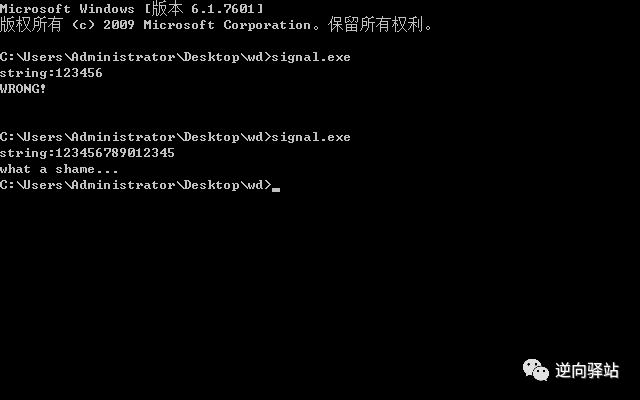 Microsoft Windows [版本 6.1.7601]
版权所有 (c) 2009 Microsoft Corporation。保留所有权利。
C:\Users\Administrator\Desktop\wd>signal.exe
string:123456
WRONG!
C:\Users\Administrator\Desktop\wd>signal.exe
string:123456789012345
what a shame...
C:\Users\Administrator\Desktop\wd>
逆向驿站